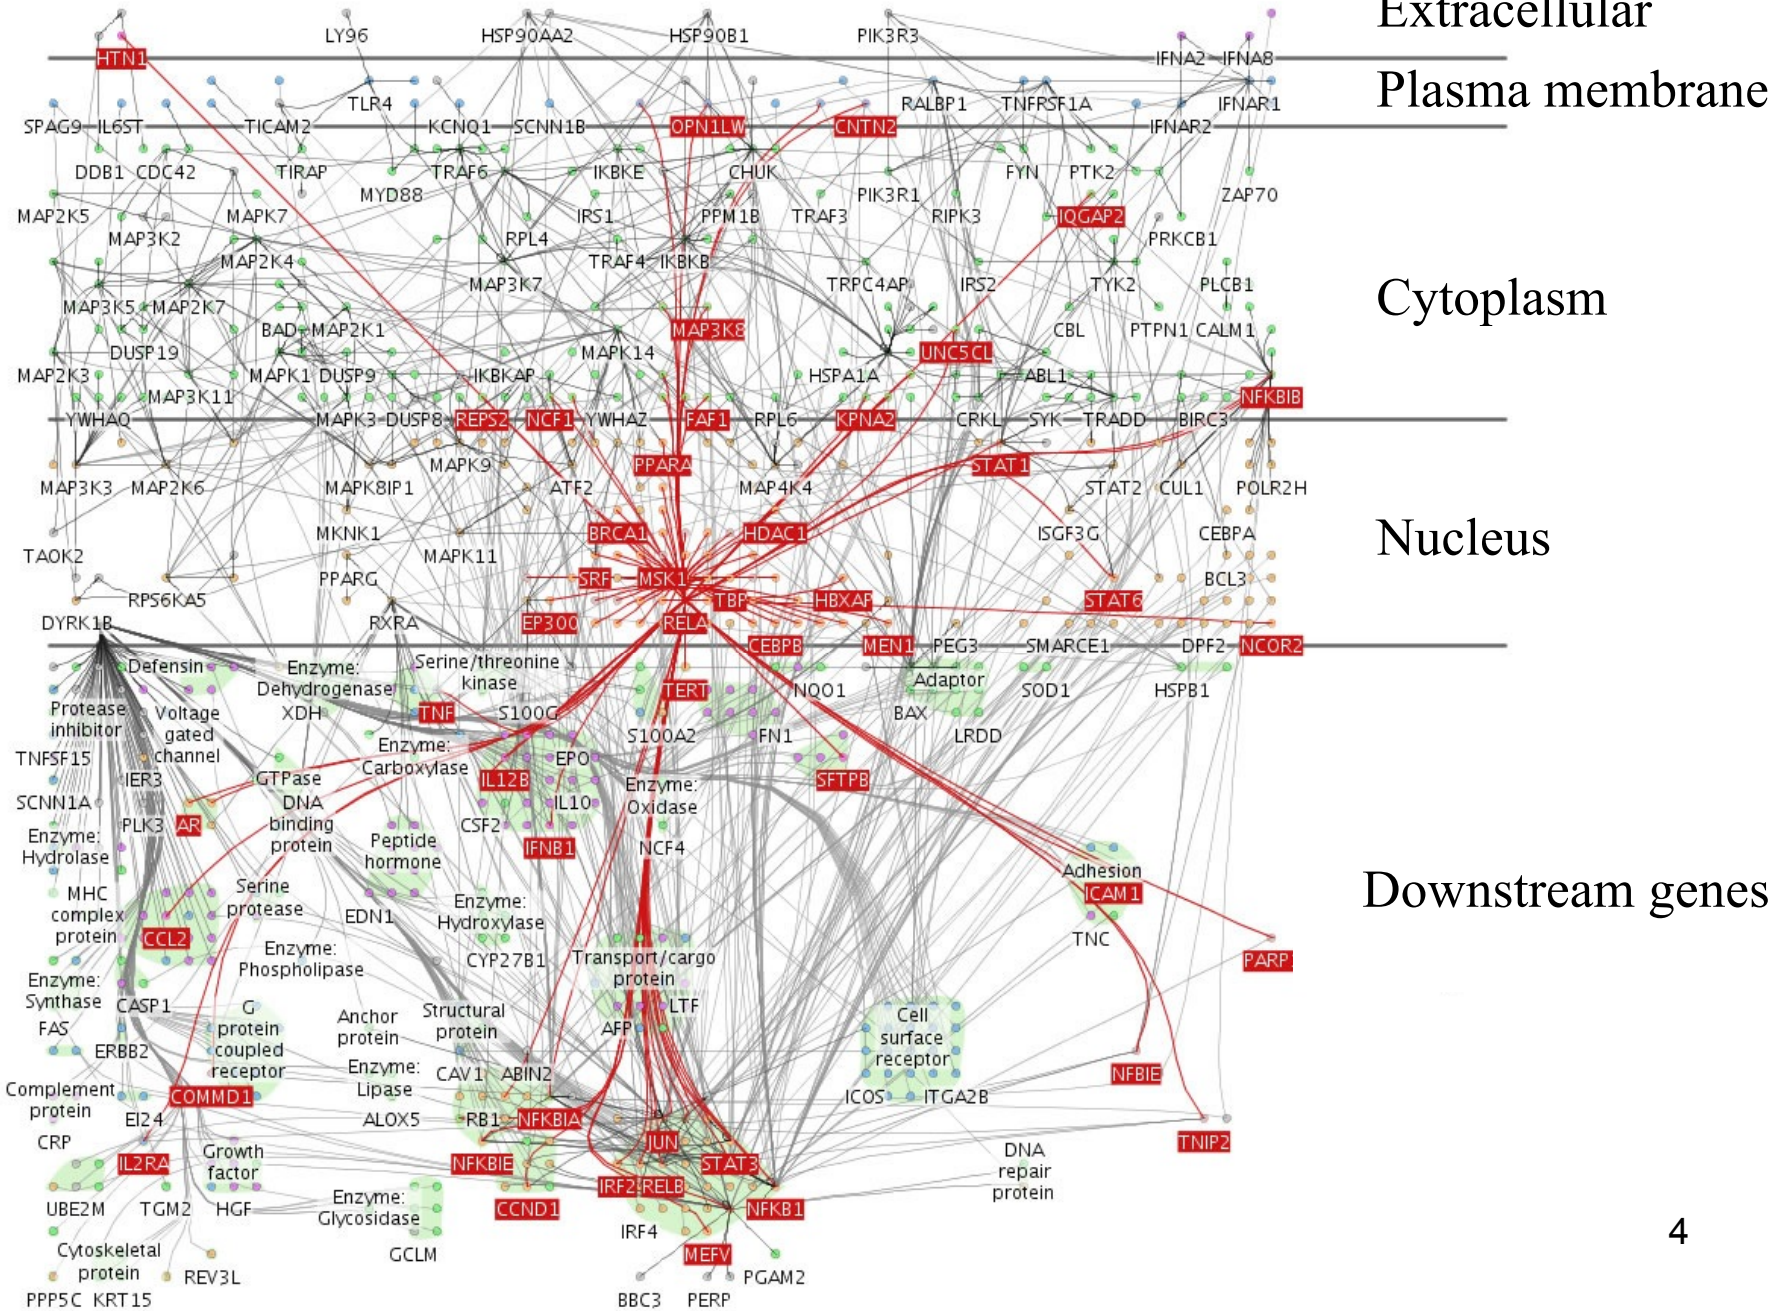 Extracellular
LY96 HSP90AA2 HSP90B1 PIK3R3
HTN1 IFNA2 IFNA8
Plasma membrane
TLR4 RALBP1 TNFRSF1A IFNAR1
SPAG9 IL6ST TICAM2 KCNQ1 SCNN1B OPN1LW CNTN2 IFNAR2
DDB1 CDC42 TIRAP TRAF6 IKBKE CHUK FYN PTK2
MYD88 PIK3R1 ZAP70
MAP2K5 MAPK7 IRS1 PPM1B TRAF3 RIPK3 IQGAP2
MAP3K2 RPL4 PRKCB1
MAP2K4 TRAF4 IKBKB
MAP3K7 TRPC4AP IRS2 TYK2 PLCB1
Cytoplasm
MAP3K5 MAP2K7
BAD MAP2K1 MAP3K8 CBL PTPN1 CALM1
DUSP19 MAPK14 UNC5CL
MAP2K3 MAPK1 DUSP9 IKBKAP HSPA1A ABL1
MAP3K11 NFKBIB
YWHAQ MAPK3 DUSP8 REPS2 NCF1 YWHAZ FAF1 RPL6 KPNA2 CRKL SYK TRADD BIRC3
MAPK9 PPARA STAT1
MAP3K3 MAP2K6 MAPK8IP1 ATF2 MAP4K4 STAT2 CUL1 POLR2H
MKNK1 BRCA1 HDAC1 ISGF3G CEBPA
Nucleus
TAOK2 MAPK11
PPARG SRF MSK1 BCL3
RPS6KA5 TBP HBXAP STAT6
DYRK1B RXRA EP300 RELA
CEBPB MEN1 PEG3 SMARCE1 DPF2 NCOR2
Defensin Enzyme: Serine/threonine
Dehydrogenase kinase TERT NQO1 Adaptor SOD1 HSPB1
Protease Voltage XDH TNF S100G BAX
inhibitor gated S100A2 FN1 LRDD
TNFSF15 channel Enzyme: EPO
IER3 GTPase Carboxylase IL12B Enzyme: SFTPB
SCNN1A DNA IL10 Oxidase
PLK3 AR binding CSF2
Enzyme: protein Peptide IFNB1 NCF4
Hydrolase hormone
Adhesion
MHC Serine Enzyme: ICAM1
Downstream genes
complex protease EDN1 Hydroxylase
protein CCL2 TNC
Enzyme: CYP27B1 Transport/cargo PARP
Phospholipase protein
Enzyme:
Synthase CASP1 G Anchor Structural LTF Cell
FAS protein protein protein AFP surface
ERBB2 coupled receptor
receptor Enzyme: CAV1 ABIN2 NFBIE
Complement COMMD1 Lipase ICOS ITGA2B
protein EI24 ALOX5 RB1 NFKBIA
CRP JUN TNIP2
IL2RA Growth NFKBIE STAT3 DNA
factor repair
IRF2 RELB protein
UBE2M TGM2 HGF Enzyme: CCND1 NFKB1
Glycosidase IRF4
4
Cytoskeletal GCLM MEFV
protein REV3L PGAM2
PPP5C KRT15 BBC3 PERP